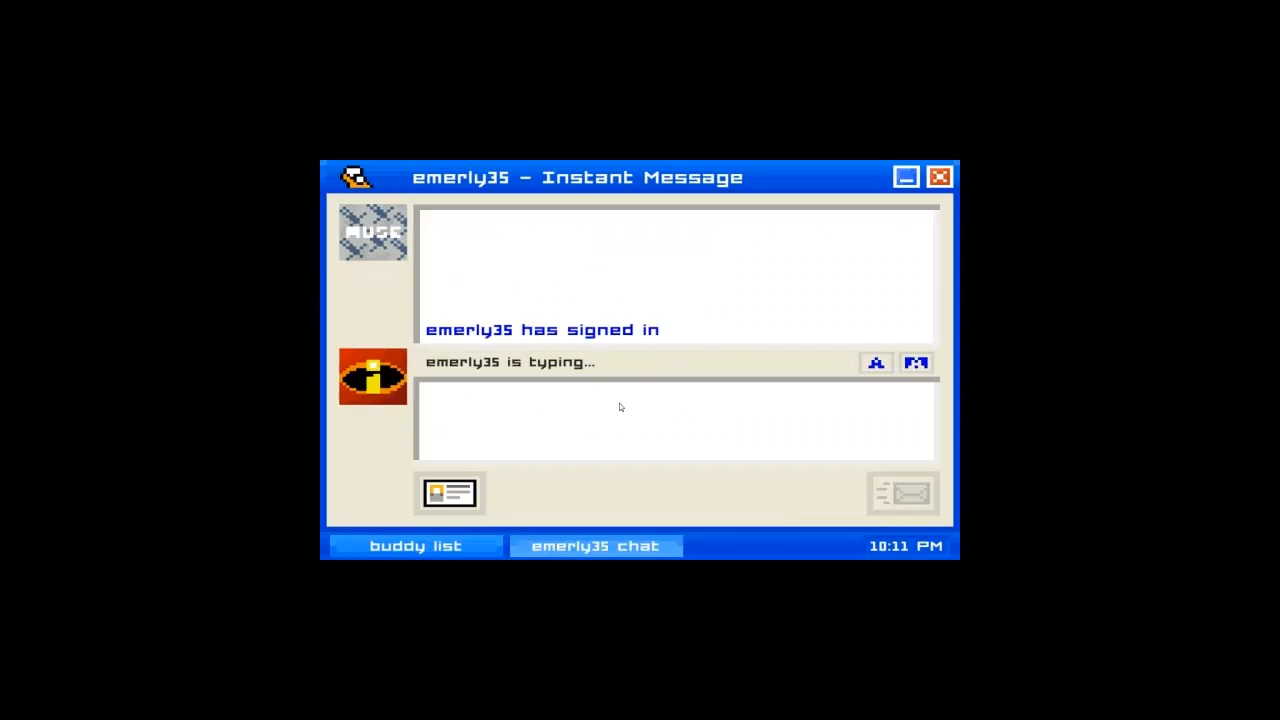 emerly35 - Instant Message
MUSE
emerly35 has signed in
emerly35 is typing...
A
buddy list
emerly35 chat
10:11 PM